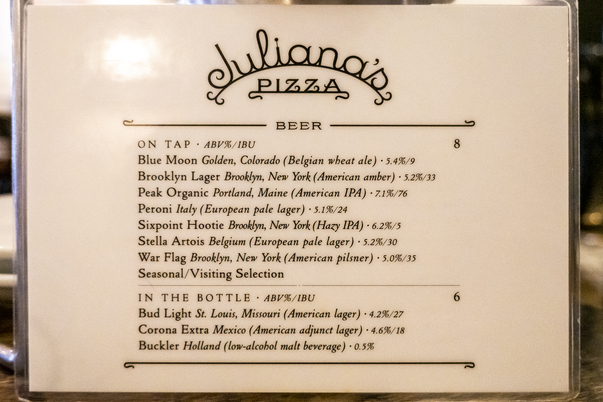 Juliana's
PIZZA
BEER
ON TAP · ABV%/IBU 8
Blue Moon Golden, Colorado (Belgian wheat ale) · 5.4%/9
Brooklyn Lager Brooklyn, New York (American amber) · 5.2%/33
Peak Organic Portland, Maine (American IPA) · 7.1%/76
Peroni Italy (European pale lager) · 5.1%/24
Sixpoint Hootie Brooklyn, New York (Hazy IPA) · 6.2%/5
Stella Artois Belgium (European pale lager) · 5.2%/30
War Flag Brooklyn, New York (American pilsner) · 5.0%/35
Seasonal/Visiting Selection
IN THE BOTTLE · ABV%/IBU 6
Bud Light St. Louis, Missouri (American lager) · 4.2%/27
Corona Extra Mexico (American adjunct lager) · 4.6%/18
Buckler Holland (low-alcohol malt beverage) · 0.5%